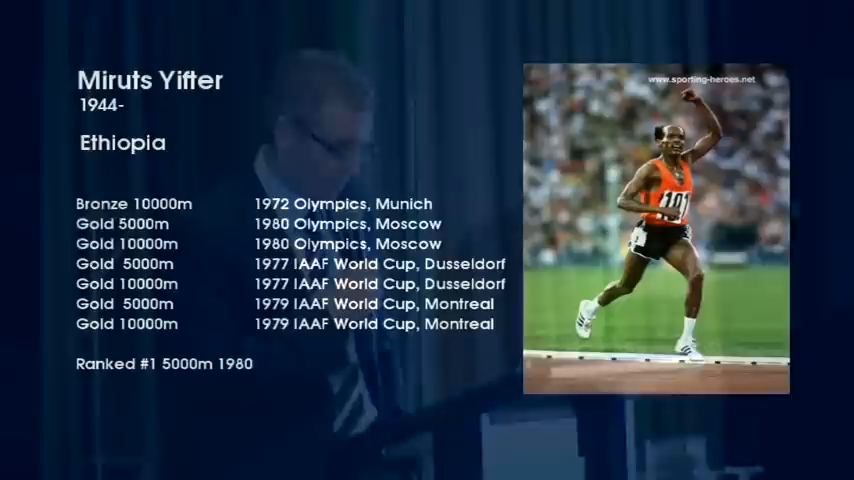 Miruts Yifter
1944-
Ethiopia
Bronze 10000m 1972 Olympics, Munich
Gold 5000m 1980 Olympics, Moscow
Gold 10000m 1980 Olympics, Moscow
Gold 5000m 1977 IAAF World Cup, Dusseldorf
Gold 10000m 1977 IAAF World Cup, Dusseldorf
Gold 5000m 1979 IAAF World Cup, Montreal
Gold 10000m 1979 IAAF World Cup, Montreal
Ranked #1 5000m 1980
www.sporting-heroes.net
191